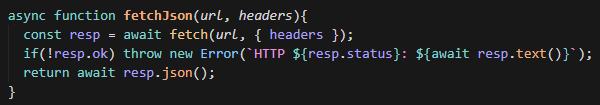 async function fetchJson(url, headers){
  const resp = await fetch(url, { headers });
  if(!resp.ok) throw new Error(`HTTP ${resp.status}: ${await resp.text()}`);
  return await resp.json();
}